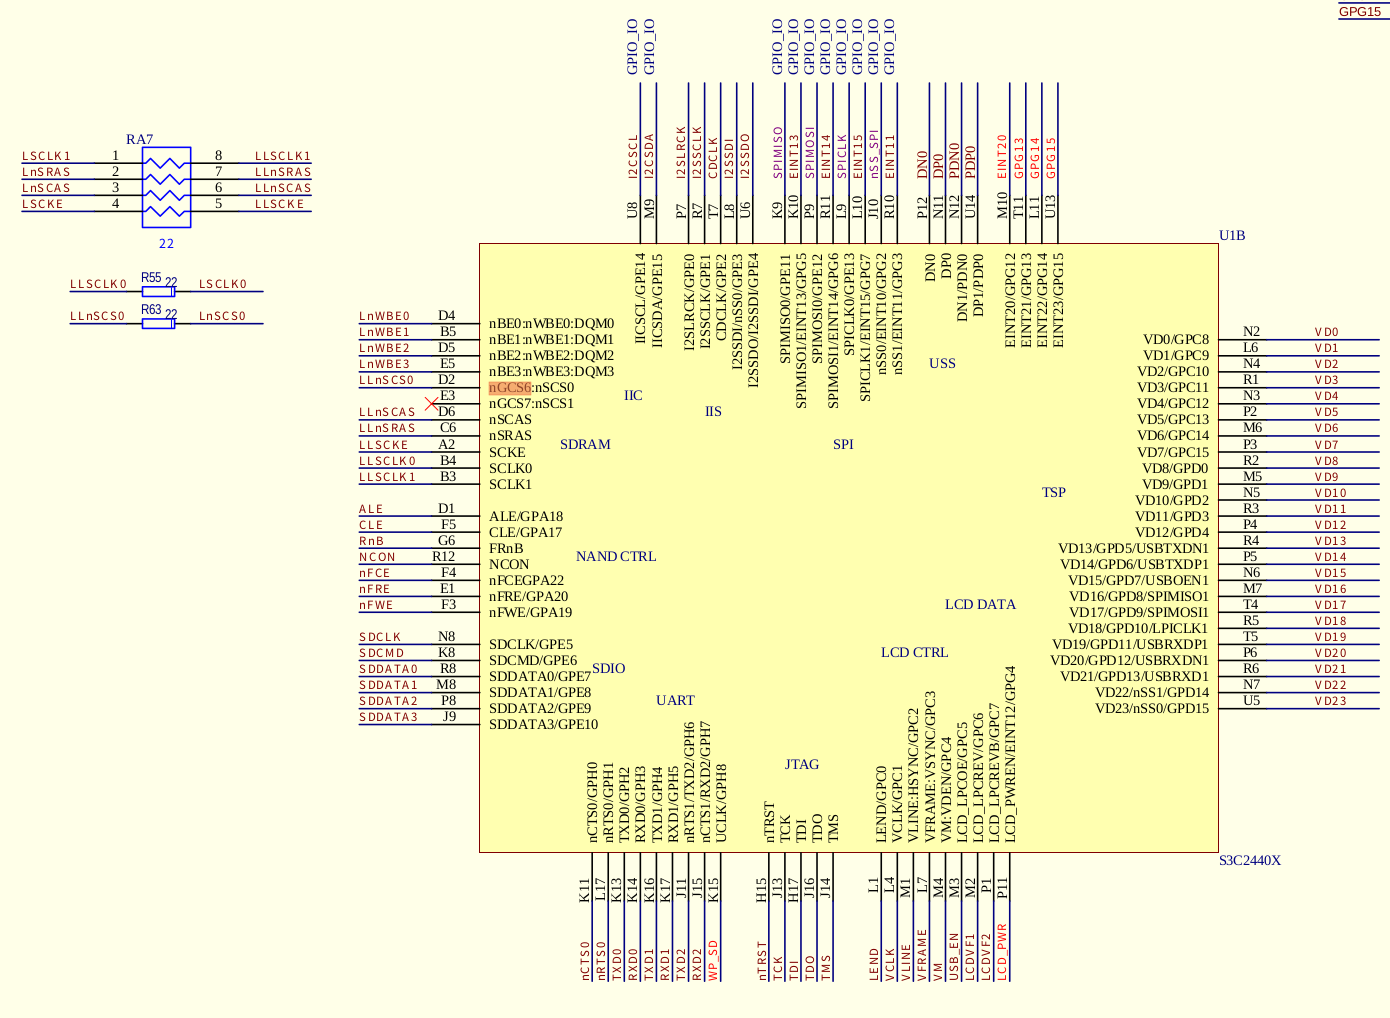 GPG15
GPIO_IO
GPIO_IO
GPIO_IO
GPIO_IO
GPIO_IO
GPIO_IO
GPIO_IO
GPIO_IO
GPIO_IO
GPIO_IO
I2CSCL
I2CSDA
I2SLRCK
I2SSCLK
CDCLK
I2SSDI
I2SSDO
SPIMISO
EINT13
SPIMOSI
EINT14
SPICLK
EINT15
nSS_SPI
EINT11
DN0
DP0
PDN0
PDP0
EINT20
GPG13
GPG14
GPG15
U8
M9
P7
R7
T7
L8
U6
K9
K10
P9
R11
L9
L10
J10
R10
P12
N11
N12
U14
M10
T11
L11
U13
RA7
LSCLK1 1 8 LLSCLK1
LnSRAS 2 7 LLnSRAS
LnSCAS 3 6 LLnSCAS
LSCKE 4 5 LLSCKE
22
LLSCLK0 R55 22 LSCLK0
LLnSCS0 R63 22 LnSCS0
U1B
IICSCL/GPE14
IICSDA/GPE15
I2SLRCK/GPE0
I2SSCLK/GPE1
CDCLK/GPE2
I2SSDI/nSS0/GPE3
I2SSDO/I2SSDI/GPE4
SPIMISO0/GPE11
SPIMISO1/EINT13/GPG5
SPIMOSI0/GPE12
SPIMOSI1/EINT14/GPG6
SPICLK0/GPE13
SPICLK1/EINT15/GPG7
nSS0/EINT10/GPG2
nSS1/EINT11/GPG3
DN0
DP0
DN1/PDN0
DP1/PDP0
EINT20/GPG12
EINT21/GPG13
EINT22/GPG14
EINT23/GPG15
LnWBE0 D4 nBE0:nWBE0:DQM0
LnWBE1 B5 nBE1:nWBE1:DQM1
LnWBE2 D5 nBE2:nWBE2:DQM2
LnWBE3 E5 nBE3:nWBE3:DQM3
LLnSCS0 D2 nGCS6:nSCS0
E3 nGCS7:nSCS1
LLnSCAS D6 nSCAS
LLnSRAS C6 nSRAS
LLSCKE A2 SCKE
LLSCLK0 B4 SCLK0
LLSCLK1 B3 SCLK1
ALE D1 ALE/GPA18
CLE F5 CLE/GPA17
RnB G6 FRnB
NCON R12 NCON
nFCE F4 nFCEGPA22
nFRE E1 nFRE/GPA20
nFWE F3 nFWE/GPA19
SDCLK N8 SDCLK/GPE5
SDCMD K8 SDCMD/GPE6
SDDATA0 R8 SDDATA0/GPE7
SDDATA1 M8 SDDATA1/GPE8
SDDATA2 P8 SDDATA2/GPE9
SDDATA3 J9 SDDATA3/GPE10
USS
IIC
IIS
SDRAM
SPI
TSP
NAND CTRL
LCD DATA
LCD CTRL
SDIO
UART
JTAG
VD0/GPC8 N2 VD0
VD1/GPC9 L6 VD1
VD2/GPC10 N4 VD2
VD3/GPC11 R1 VD3
VD4/GPC12 N3 VD4
VD5/GPC13 P2 VD5
VD6/GPC14 M6 VD6
VD7/GPC15 P3 VD7
VD8/GPD0 R2 VD8
VD9/GPD1 M5 VD9
VD10/GPD2 N5 VD10
VD11/GPD3 R3 VD11
VD12/GPD4 P4 VD12
VD13/GPD5/USBTXDN1 R4 VD13
VD14/GPD6/USBTXDP1 P5 VD14
VD15/GPD7/USBOEN1 N6 VD15
VD16/GPD8/SPIMISO1 M7 VD16
VD17/GPD9/SPIMOSI1 T4 VD17
VD18/GPD10/LPICLK1 R5 VD18
VD19/GPD11/USBRXDP1 T5 VD19
VD20/GPD12/USBRXDN1 P6 VD20
VD21/GPD13/USBRXD1 R6 VD21
VD22/nSS1/GPD14 N7 VD22
VD23/nSS0/GPD15 U5 VD23
nCTS0/GPH0
nRTS0/GPH1
TXD0/GPH2
RXD0/GPH3
TXD1/GPH4
RXD1/GPH5
nRTS1/TXD2/GPH6
nCTS1/RXD2/GPH7
UCLK/GPH8
nTRST
TCK
TDI
TDO
TMS
LEND/GPC0
VCLK/GPC1
VLINE:HSYNC/GPC2
VFRAME:VSYNC/GPC3
VM:VDEN/GPC4
LCD_LPCOE/GPC5
LCD_LPCREV/GPC6
LCD_LPCREVB/GPC7
LCD_PWREN/EINT12/GPG4
S3C2440X
K11
L17
K13
K14
K16
K17
J11
J15
K15
H15
J13
H17
J16
J14
L1
L4
M1
L7
M4
M3
M2
P1
P11
nCTS0
nRTS0
TXD0
RXD0
TXD1
RXD1
TXD2
RXD2
WP_SD
nTRST
TCK
TDI
TDO
TMS
LEND
VCLK
VLINE
VFRAME
VM
USB_EN
LCDVF1
LCDVF2
LCD_PWR